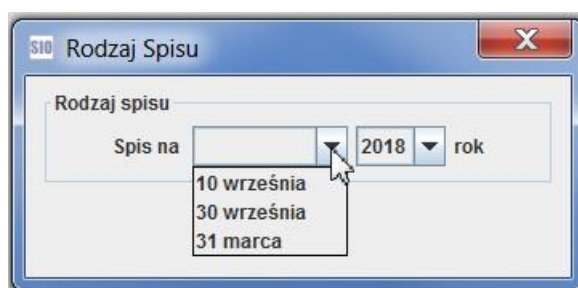 SIO Rodzaj Spisu
Rodzaj spisu
Spis na 2018 rok
10 września
30 września
31 marca